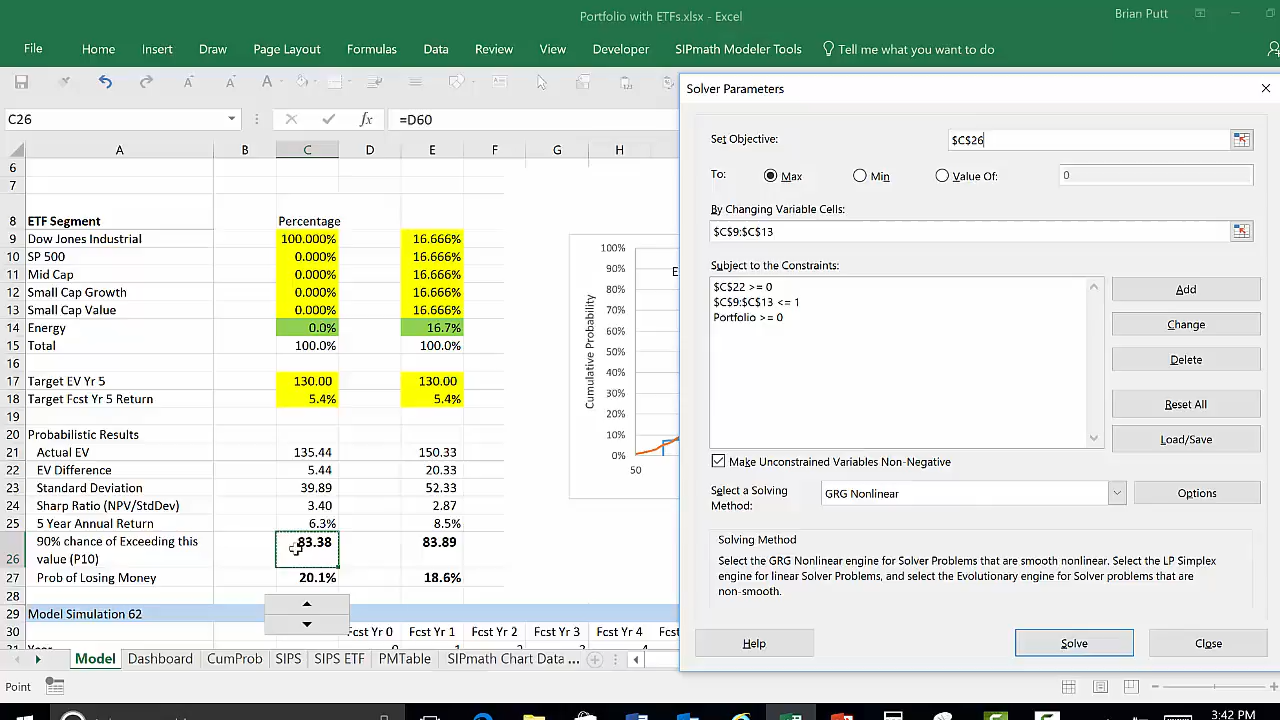 Portfolio with ETFs.xlsx - Excel
Brian Putt
File Home Insert Draw Page Layout Formulas Data Review View Developer SIPmath Modeler Tools Tell me what you want to do
C26 fx =D60
A B C D E F G H
6
7
8 ETF Segment Percentage
9 Dow Jones Industrial 100.000% 16.666%
10 SP 500 0.000% 16.666%
11 Mid Cap 0.000% 16.666%
12 Small Cap Growth 0.000% 16.666%
13 Small Cap Value 0.000% 16.666%
14 Energy 0.0% 16.7%
15 Total 100.0% 100.0%
16
17 Target EV Yr 5 130.00 130.00
18 Target Fcst Yr 5 Return 5.4% 5.4%
19
20 Probabilistic Results
21 Actual EV 135.44 150.33
22 EV Difference 5.44 20.33
23 Standard Deviation 39.89 52.33
24 Sharp Ratio (NPV/StdDev) 3.40 2.87
25 5 Year Annual Return 6.3% 8.5%
90% chance of Exceeding this 83.38 83.89
26 value (P10)
27 Prob of Losing Money 20.1% 18.6%
28
29 Model Simulation 62
30 Fcst Yr 0 Fcst Yr 1 Fcst Yr 2 Fcst Yr 3 Fcst Yr 4
Cumulative Probability
100%
90%
80%
70%
60%
50%
40%
30%
20%
10%
0%
50
E
Model Dashboard CumProb SIPS SIPS ETF PMTable SIPmath Chart Data ...
Point
Solver Parameters
Set Objective: $C$26
To: Max Min Value Of: 0
By Changing Variable Cells:
$C$9:$C$13
Subject to the Constraints:
$C$22 >= 0
$C$9:$C$13 <= 1
Portfolio >= 0
Add
Change
Delete
Reset All
Load/Save
Make Unconstrained Variables Non-Negative
Select a Solving
Method:
GRG Nonlinear
Options
Solving Method
Select the GRG Nonlinear engine for Solver Problems that are smooth nonlinear. Select the LP Simplex
engine for linear Solver Problems, and select the Evolutionary engine for Solver problems that are
non-smooth.
Help Solve Close
3:42 PM